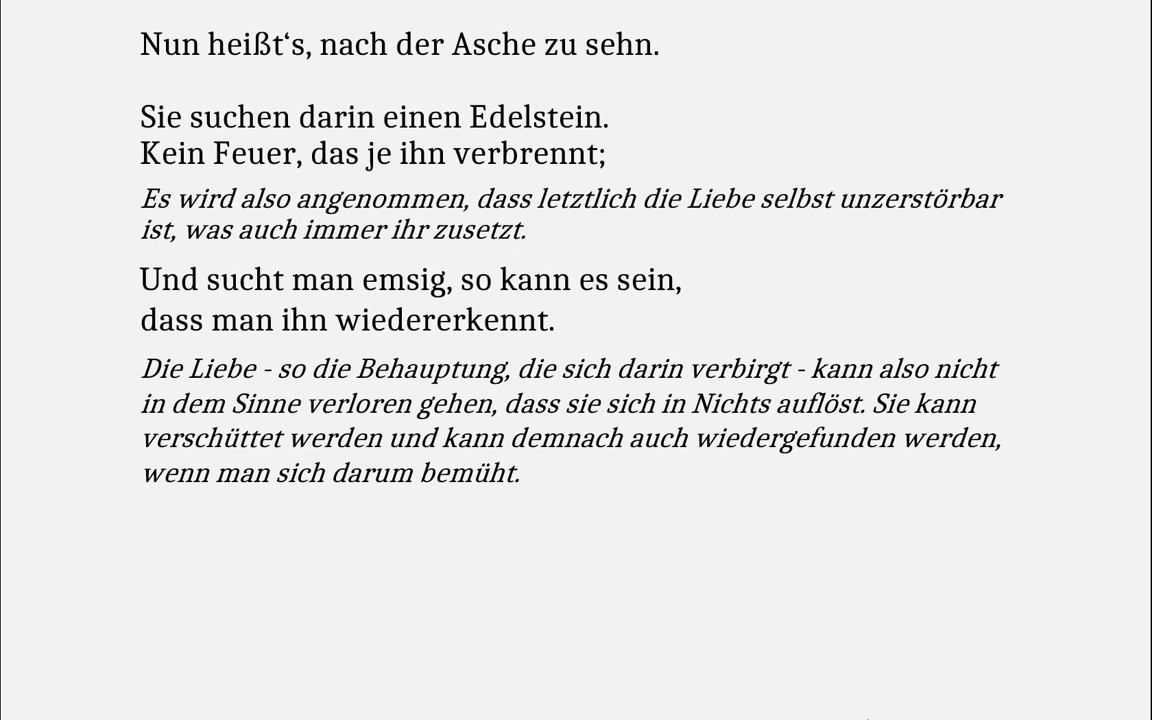 Nun heißt‘s, nach der Asche zu sehn.
Sie suchen darin einen Edelstein.
Kein Feuer, das je ihn verbrennt;
Es wird also angenommen, dass letztlich die Liebe selbst unzerstörbar
ist, was auch immer ihr zusetzt.
Und sucht man emsig, so kann es sein,
dass man ihn wiedererkennt.
Die Liebe - so die Behauptung, die sich darin verbirgt - kann also nicht
in dem Sinne verloren gehen, dass sie sich in Nichts auflöst. Sie kann
verschüttet werden und kann demnach auch wiedergefunden werden,
wenn man sich darum bemüht.